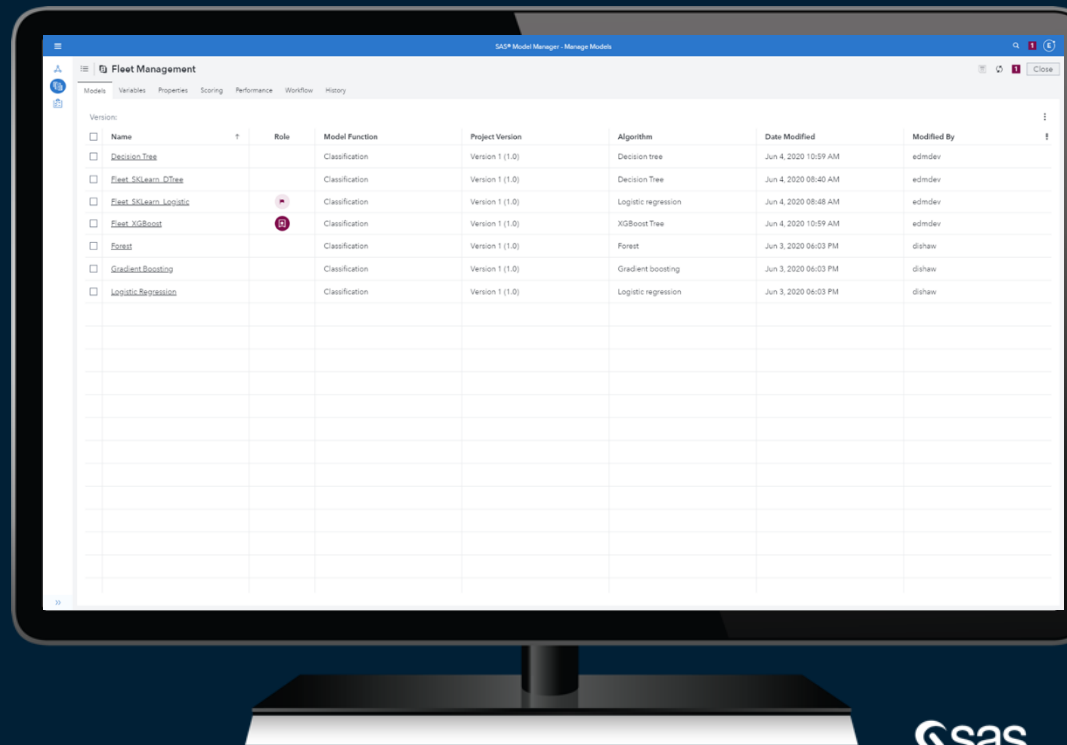 SAS® Model Manager - Manage Models
1
E
Fleet Management
1
Close
Models Variables Properties Scoring Performance Workflow History
Version:
Name Role Model Function Project Version Algorithm Date Modified Modified By
Decision Tree Classification Version 1 (1.0) Decision tree Jun 4, 2020 10:59 AM edmdev
Fleet_SKLearn_DTree Classification Version 1 (1.0) Decision Tree Jun 4, 2020 08:40 AM edmdev
Fleet_SKLearn_Logistic Classification Version 1 (1.0) Logistic regression Jun 4, 2020 08:48 AM edmdev
Fleet_XGBoost Classification Version 1 (1.0) XGBoost Tree Jun 4, 2020 10:59 AM edmdev
Forest Classification Version 1 (1.0) Forest Jun 3, 2020 06:03 PM dishaw
Gradient Boosting Classification Version 1 (1.0) Gradient boosting Jun 3, 2020 06:03 PM dishaw
Logistic Regression Classification Version 1 (1.0) Logistic regression Jun 3, 2020 06:03 PM dishaw
sas